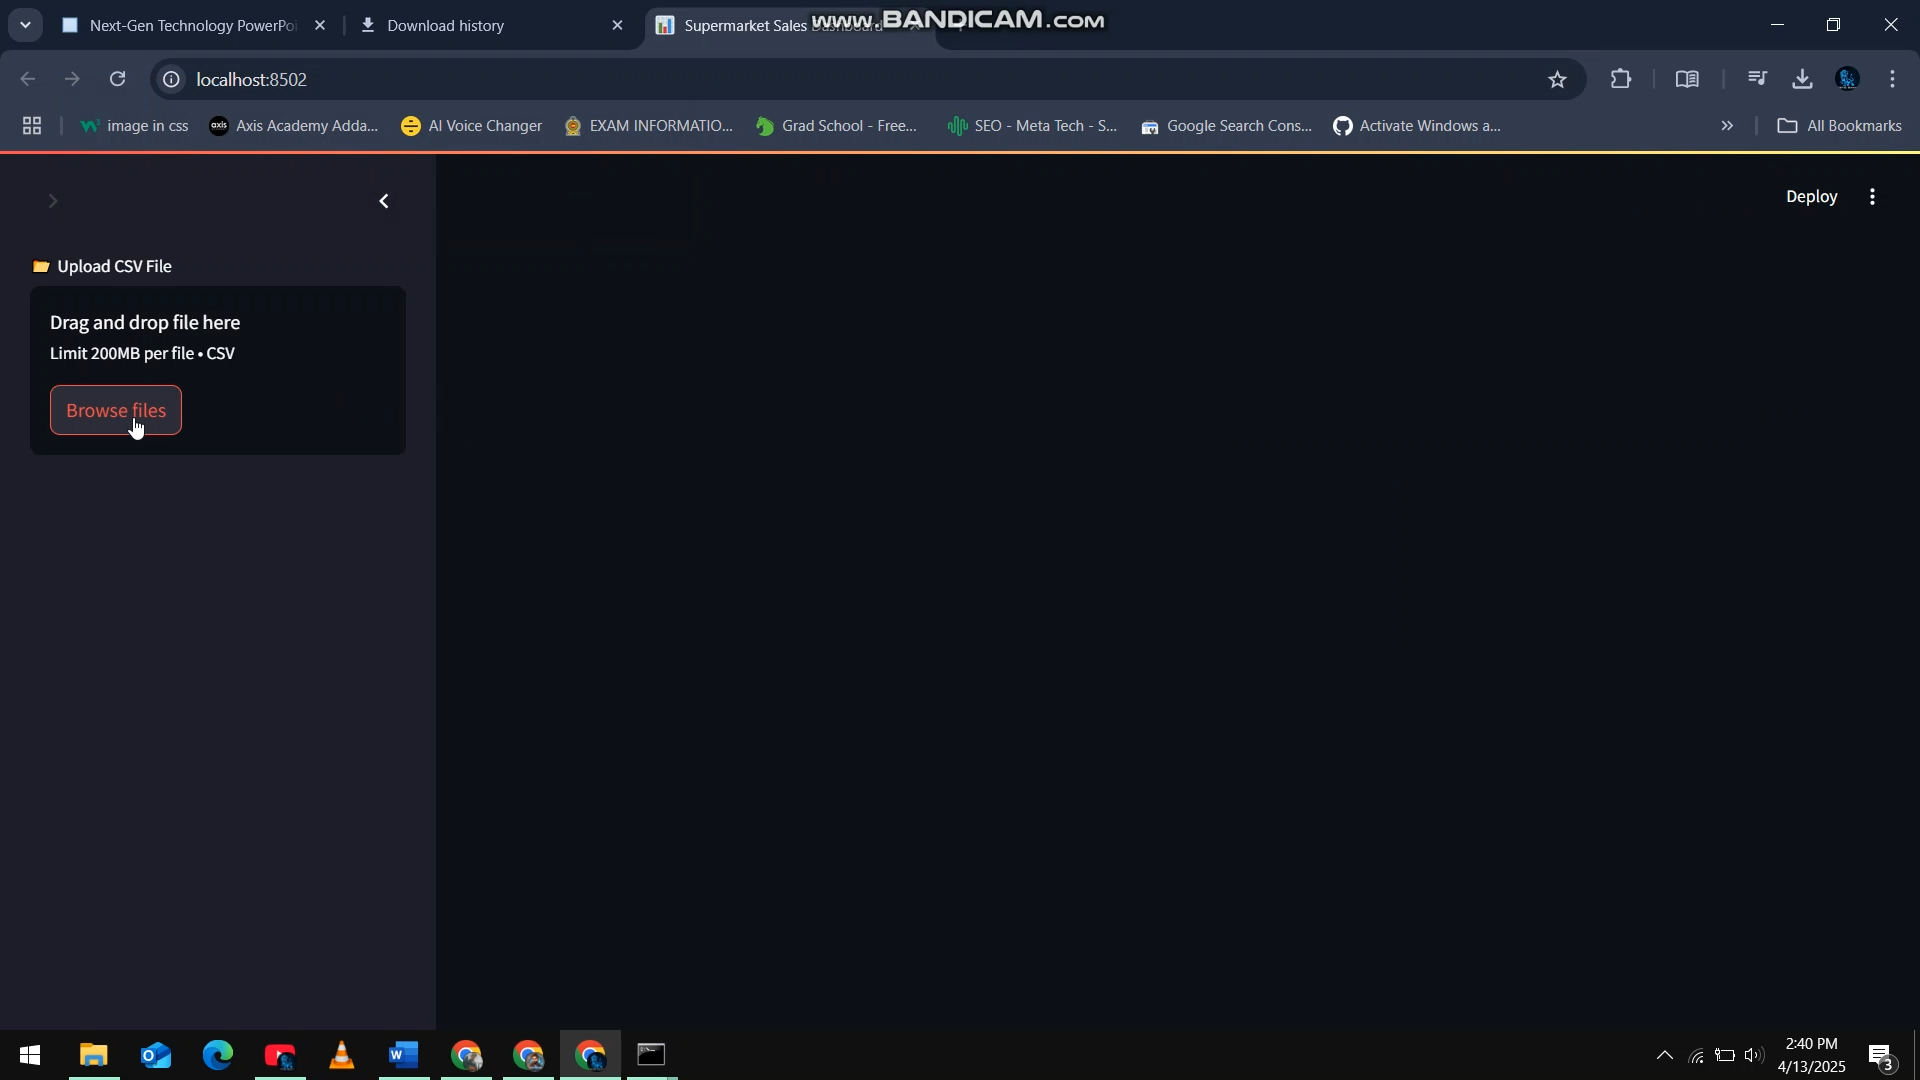 Next-Gen Technology PowerPoi
Download history
Supermarket Sales Dashboard
www.BANDICAM.com
localhost:8502
image in css
Axis Academy Adda...
AI Voice Changer
EXAM INFORMATIO...
Grad School - Free...
SEO - Meta Tech - S...
Google Search Cons...
Activate Windows a...
All Bookmarks
Deploy
Upload CSV File
Drag and drop file here
Limit 200MB per file • CSV
Browse files
2:40 PM
4/13/2025
3